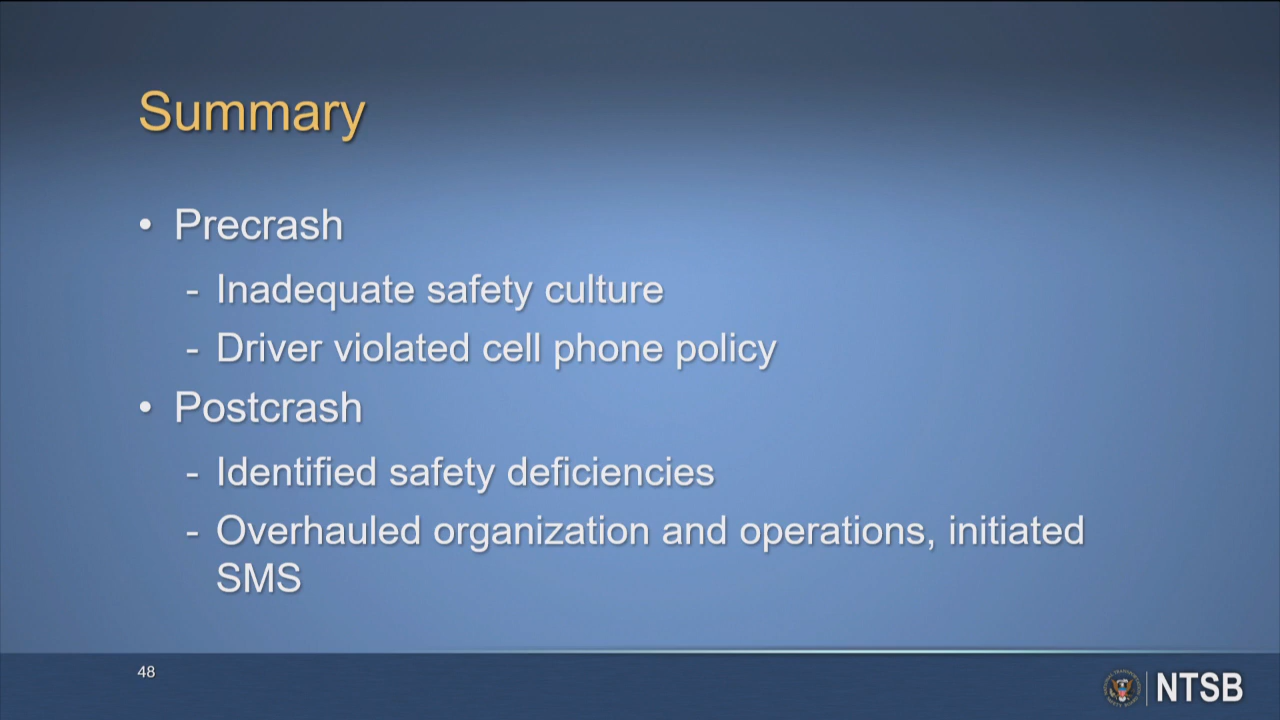 Summary
• Precrash
- Inadequate safety culture
- Driver violated cell phone policy
• Postcrash
- Identified safety deficiencies
- Overhauled organization and operations, initiated
SMS
48
NTSB